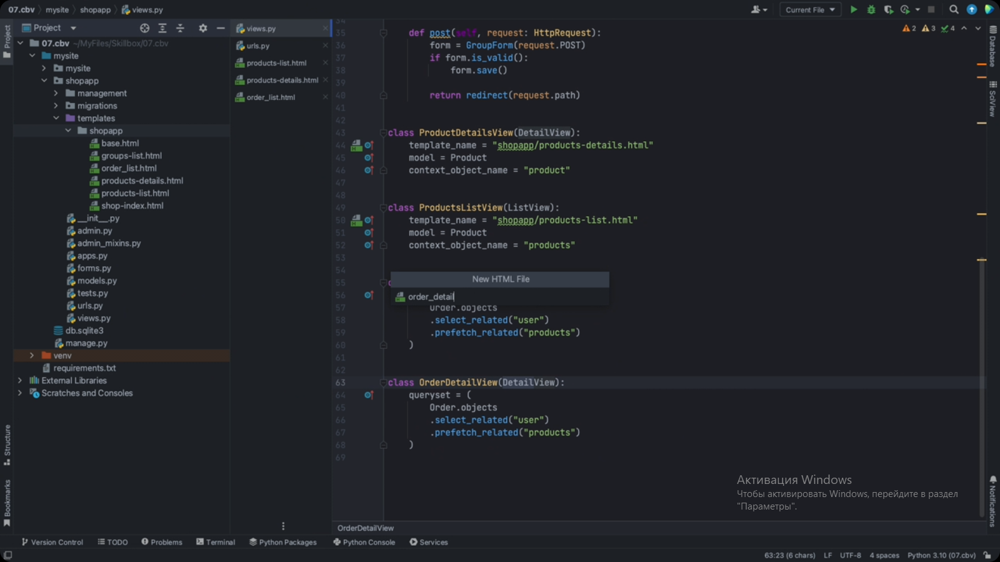 07.cbv mysite shopapp views.py
Current File
Project
views.py
urls.py
products-list.html
products-details.html
order_list.html
07.cbv ~/MyFiles/Skillbox/07.cbv
mysite
mysite
shopapp
management
migrations
templates
shopapp
base.html
groups-list.html
order_list.html
products-details.html
products-list.html
shop-index.html
__init__.py
admin.py
admin_mixins.py
apps.py
forms.py
models.py
tests.py
urls.py
views.py
db.sqlite3
manage.py
venv
requirements.txt
External Libraries
Scratches and Consoles
Project
Structure
Bookmarks
2 3 4
34
35 def post(self, request: HttpRequest):
36 form = GroupForm(request.POST)
37 if form.is_valid():
38 form.save()
39
40 return redirect(request.path)
41
42
43 class ProductDetailsView(DetailView):
44 template_name = "shopapp/products-details.html"
45 model = Product
46 context_object_name = "product"
47
48
49 class ProductsListView(ListView):
50 template_name = "shopapp/products-list.html"
51 model = Product
52 context_object_name = "products"
53
54
55
New HTML File
56
order_detail
57 Order.objects
58 .select_related("user")
59 .prefetch_related("products")
60 )
61
62
63 class OrderDetailView(DetailView):
64 queryset = (
65 Order.objects
66 .select_related("user")
67 .prefetch_related("products")
68 )
69
Database
SciView
Notifications
Активация Windows
Чтобы активировать Windows, перейдите в раздел
"Параметры".
OrderDetailView
Version Control TODO Problems Terminal Python Packages Python Console Services
63:23 (6 chars) LF UTF-8 4 spaces Python 3.10 (07.cbv)